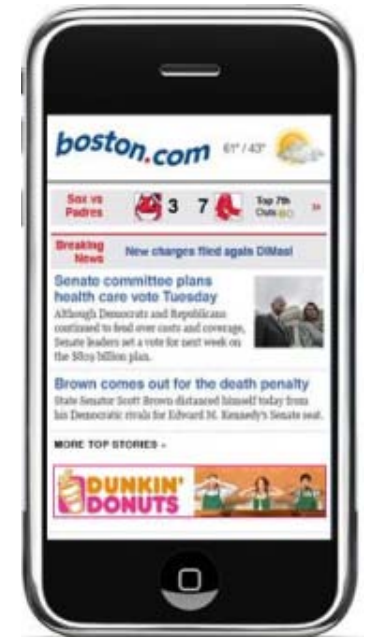 boston.com 61° / 43°
Sox vs
Padres
3 7
Top 7th
Outs
»
Breaking
News
New charges filed agais DiMasi
Senate committee plans
health care vote Tuesday
Although Democrats and Republicans
continued to feud over costs and coverage,
Senate leaders set a vote for next week on
the $829 billion plan.
Brown comes out for the death penalty
State Senator Scott Brown distanced himself today from
his Democratic rivals for Edward M. Kennedy's Senate seat.
MORE TOP STORIES »
DUNKIN'
DONUTS